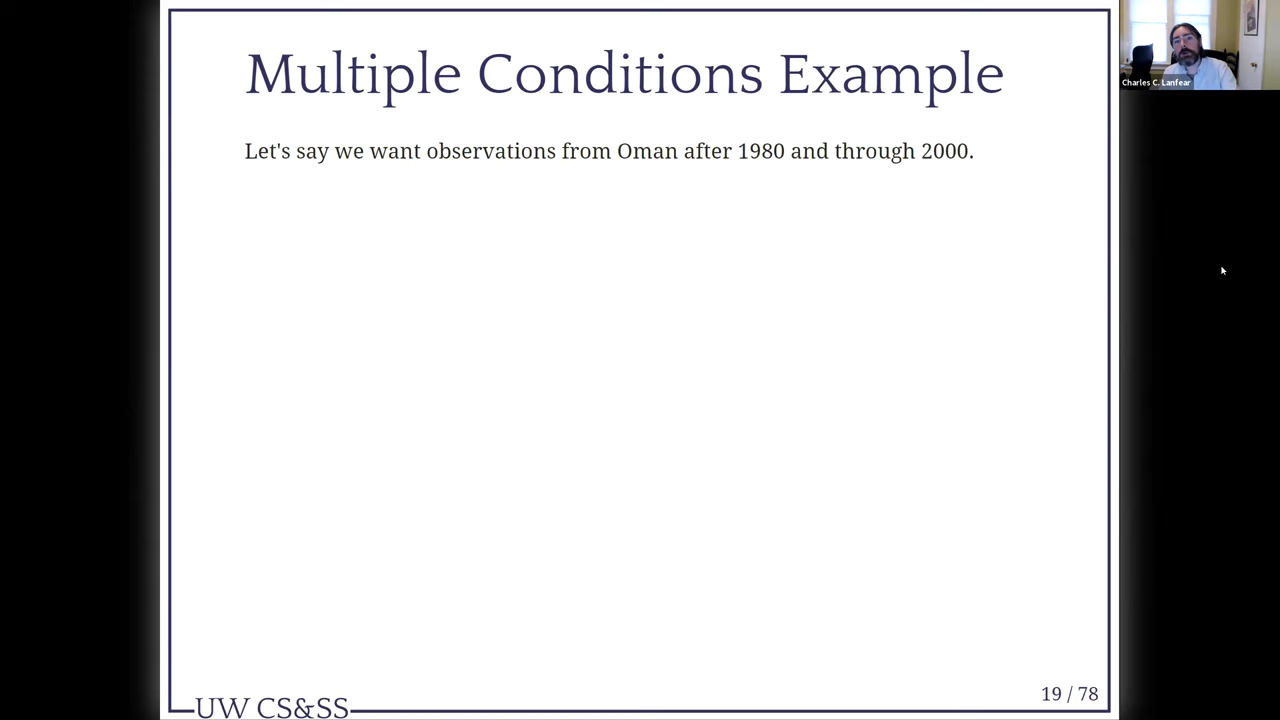 Multiple Conditions Example
Charles C. Lanfear
Let's say we want observations from Oman after 1980 and through 2000.
19 / 78
UW CS&SS